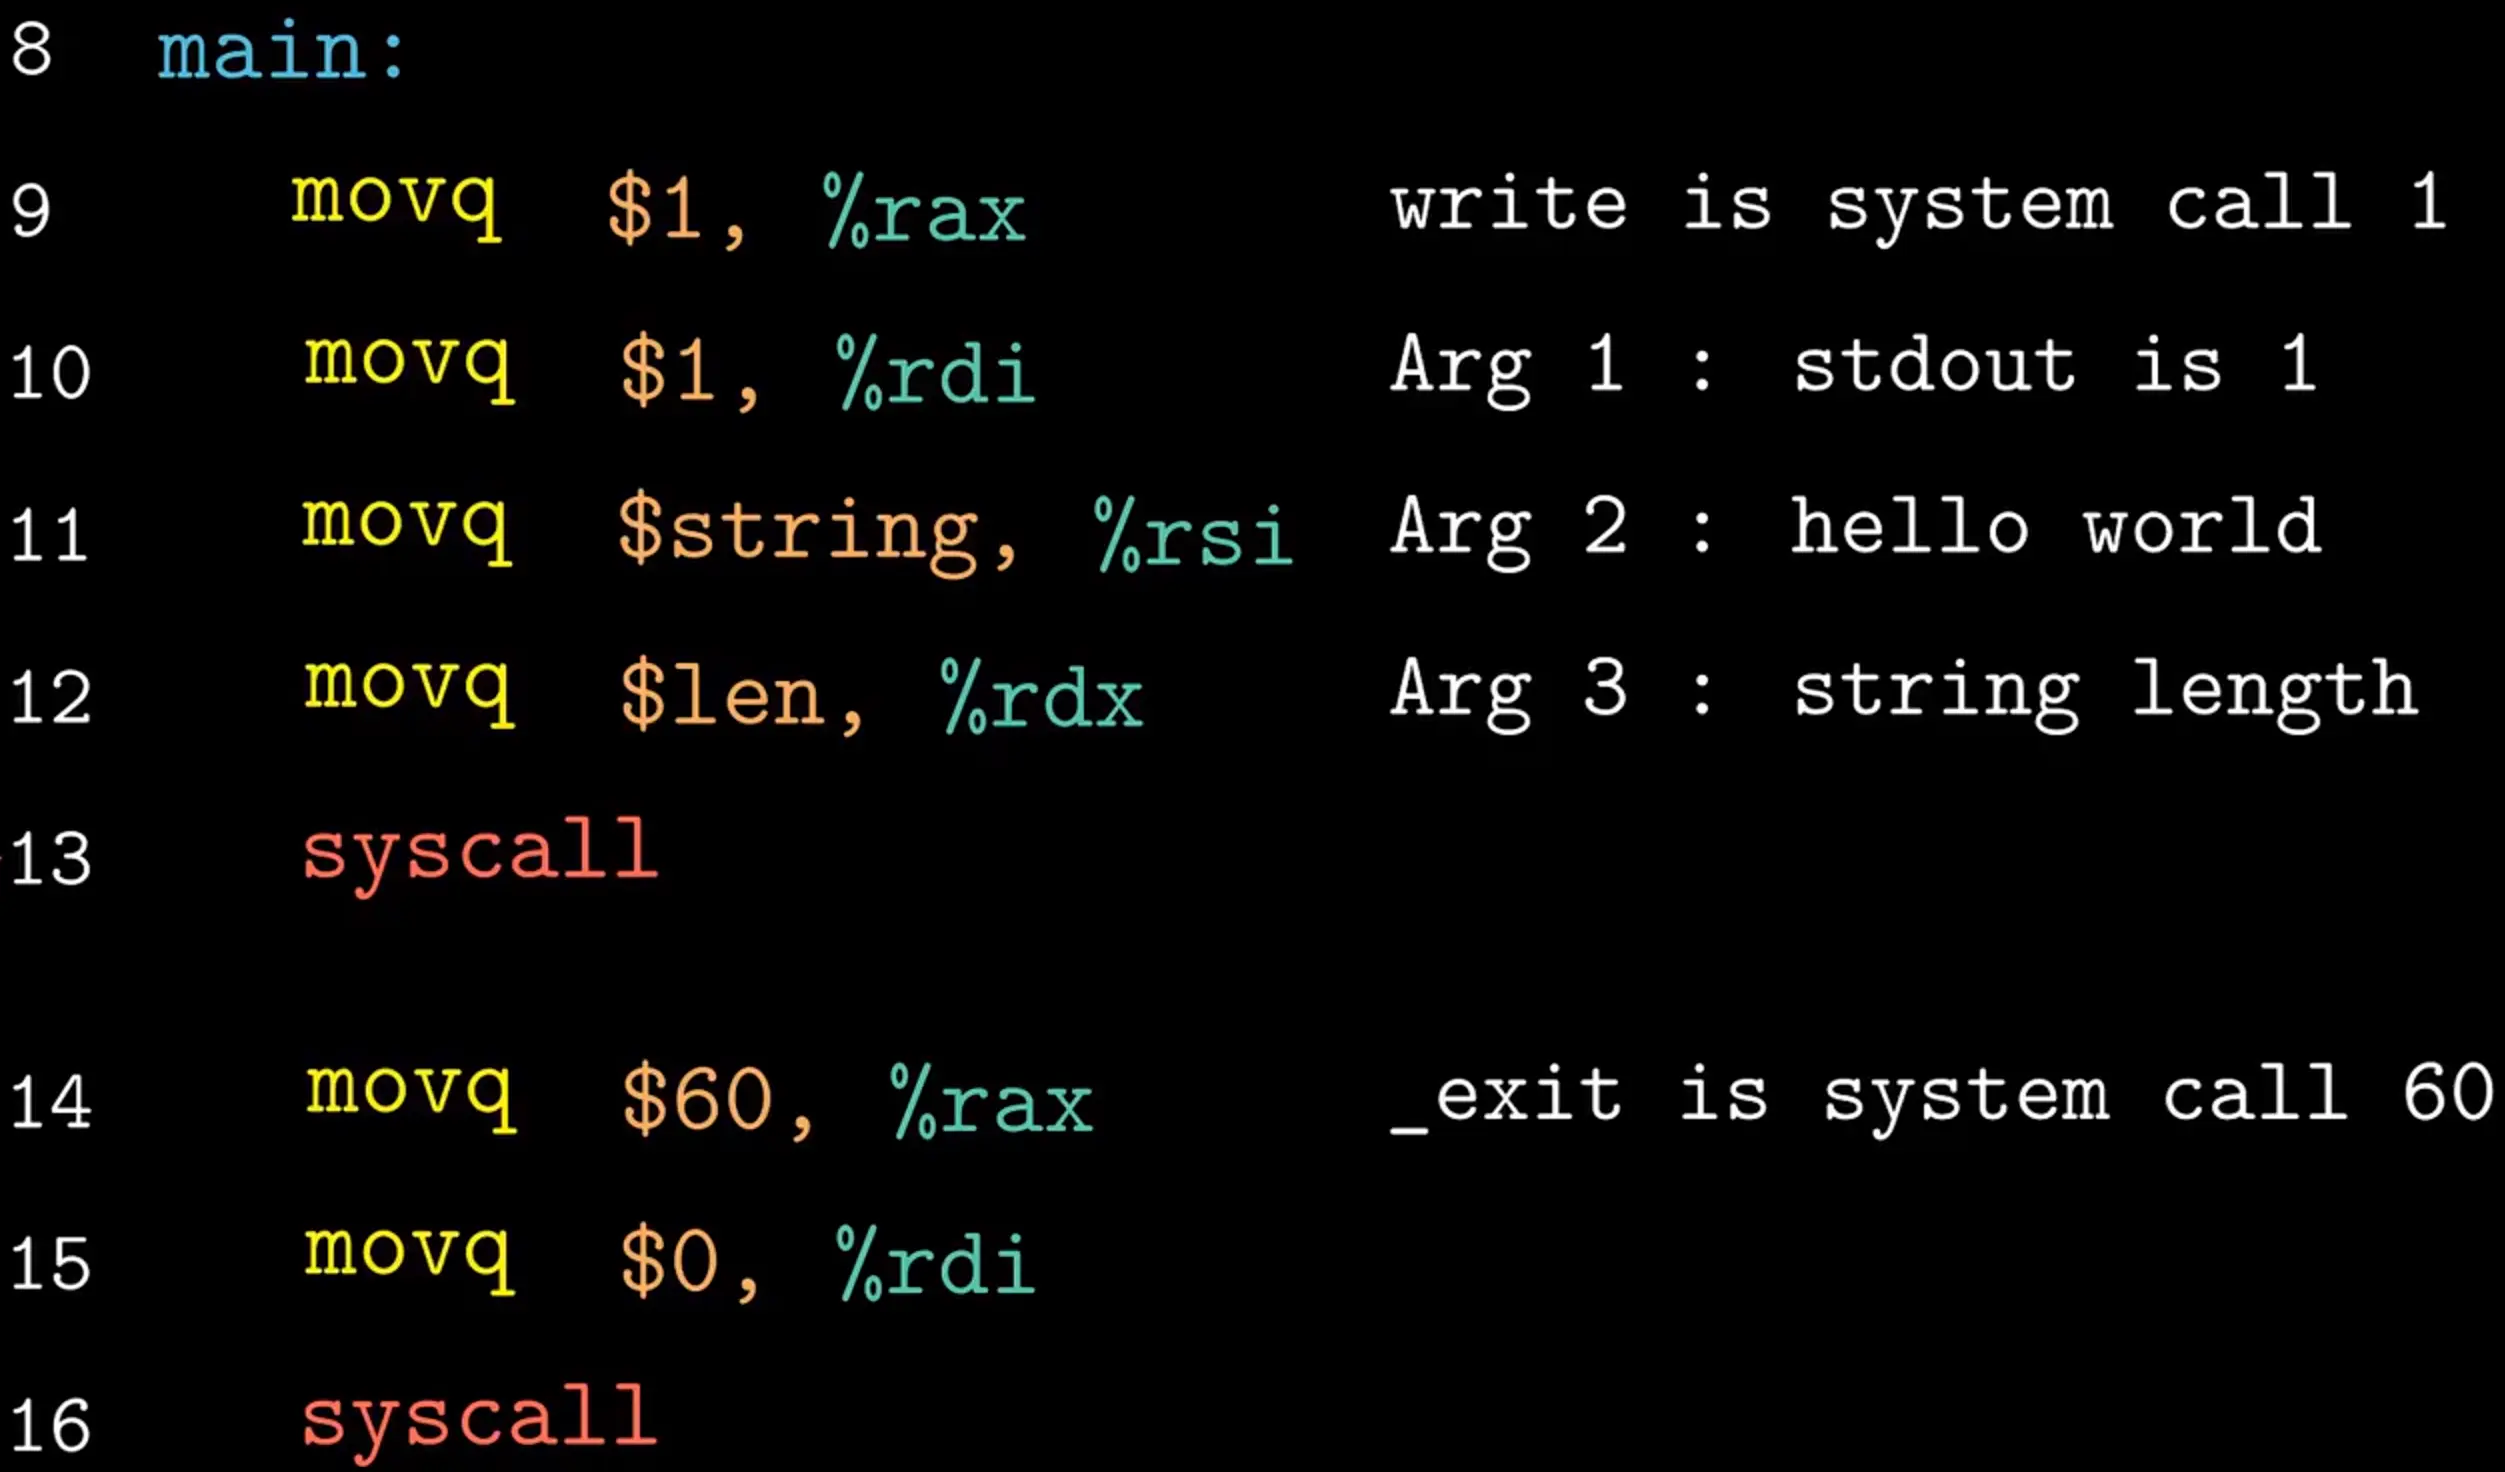 8 main:
9 movq $1, %rax write is system call 1
10 movq $1, %rdi Arg 1 : stdout is 1
11 movq $string, %rsi Arg 2 : hello world
12 movq $len, %rdx Arg 3 : string length
13 syscall
14 movq $60, %rax _exit is system call 60
15 movq $0, %rdi
16 syscall